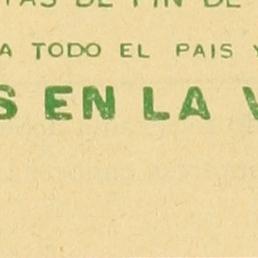 DE FIN DE
A TODO EL PAIS Y
S EN LA V